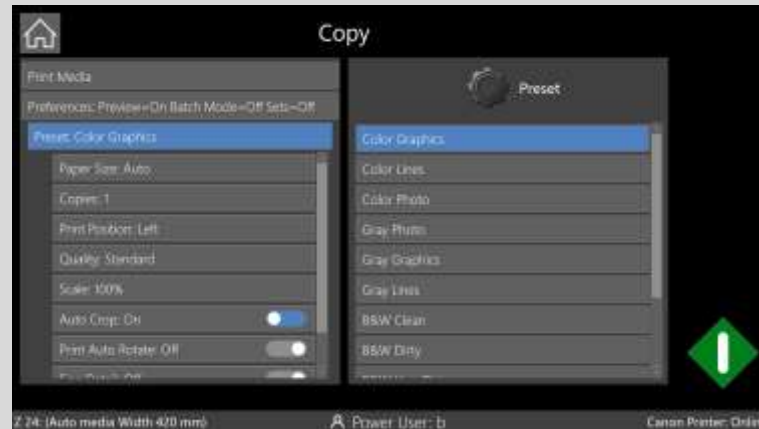 Copy
Print Media
Preferences: Preview=On Batch Mode=Off Sets=Off
Preset: Color Graphics
Paper Size: Auto
Copies: 1
Print Position: Left
Quality: Standard
Scale: 100%
Auto Crop: On
Print Auto Rotate: Off
Preset
Color Graphics
Color Lines
Color Photo
Gray Photo
Gray Graphics
Gray Lines
B&W Clean
B&W Dirty
Z 24: (Auto media Width 420 mm)
Power User: b
Canon Printer: